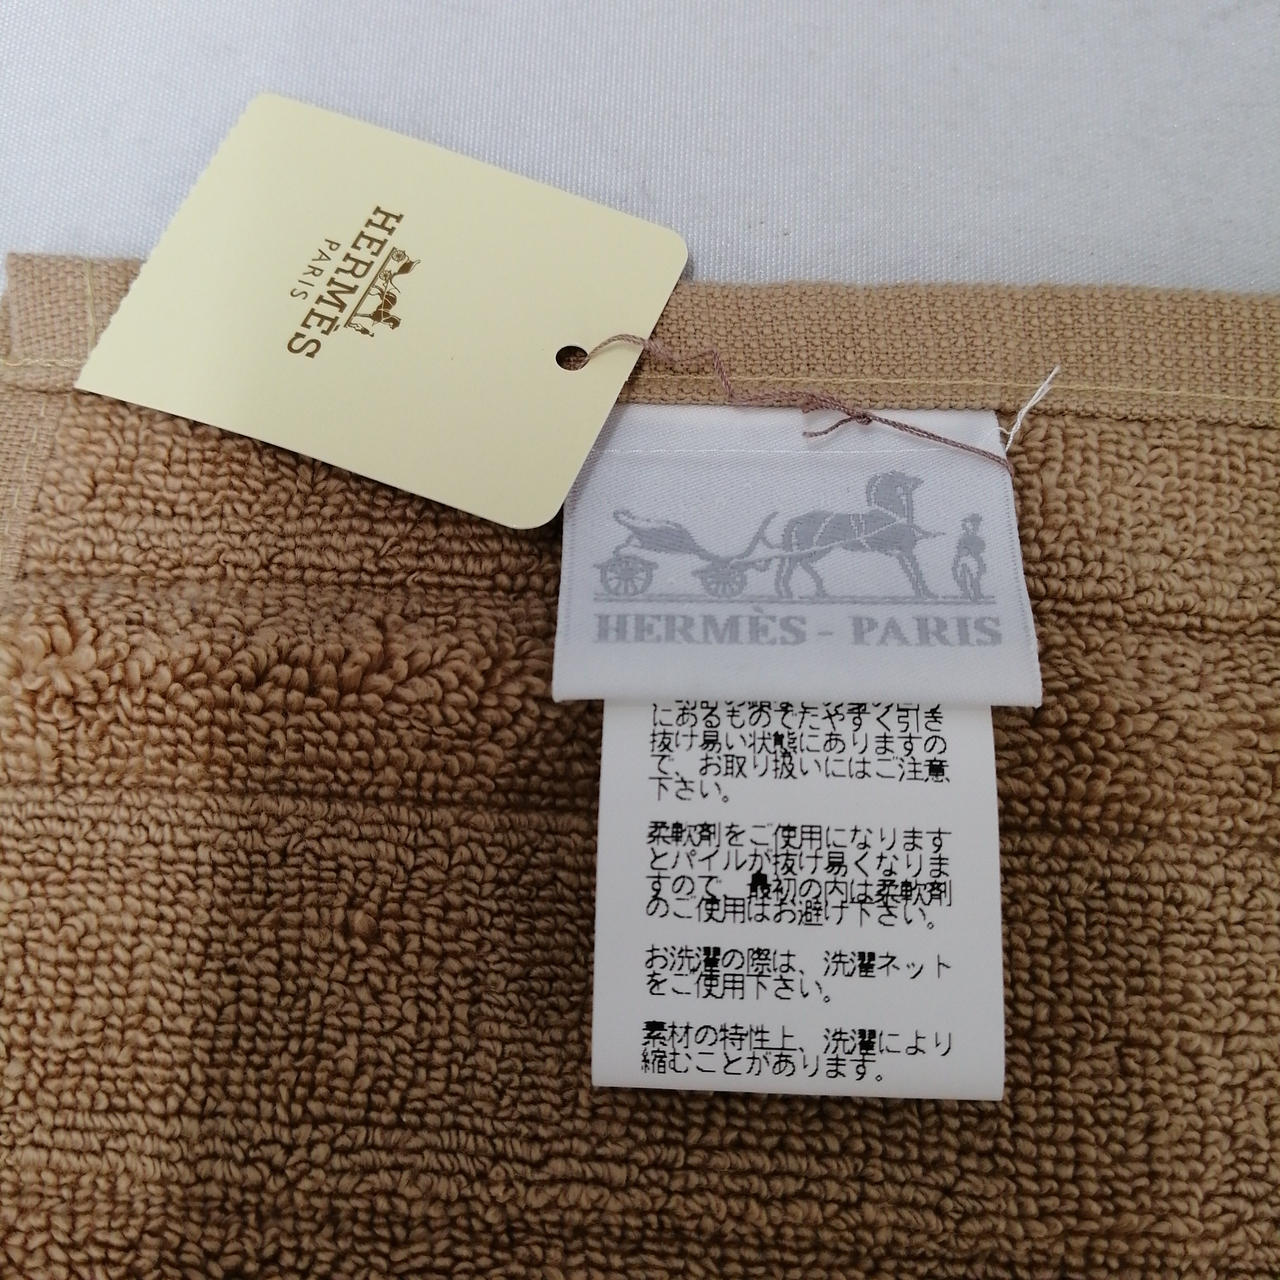 HERMÈS
PARIS
HERMÈS - PARIS
にあるものでたやすく引き
抜け易い状態にありますの
で、お取り扱いにはご注意
下さい。
柔軟剤をご使用になります
とパイルが抜け易くなりま
すので、最初の内は柔軟剤
のご使用はお避け下さい。
お洗濯の際は、洗濯ネット
をご使用下さい。
素材の特性上、洗濯により
縮むことがあります。